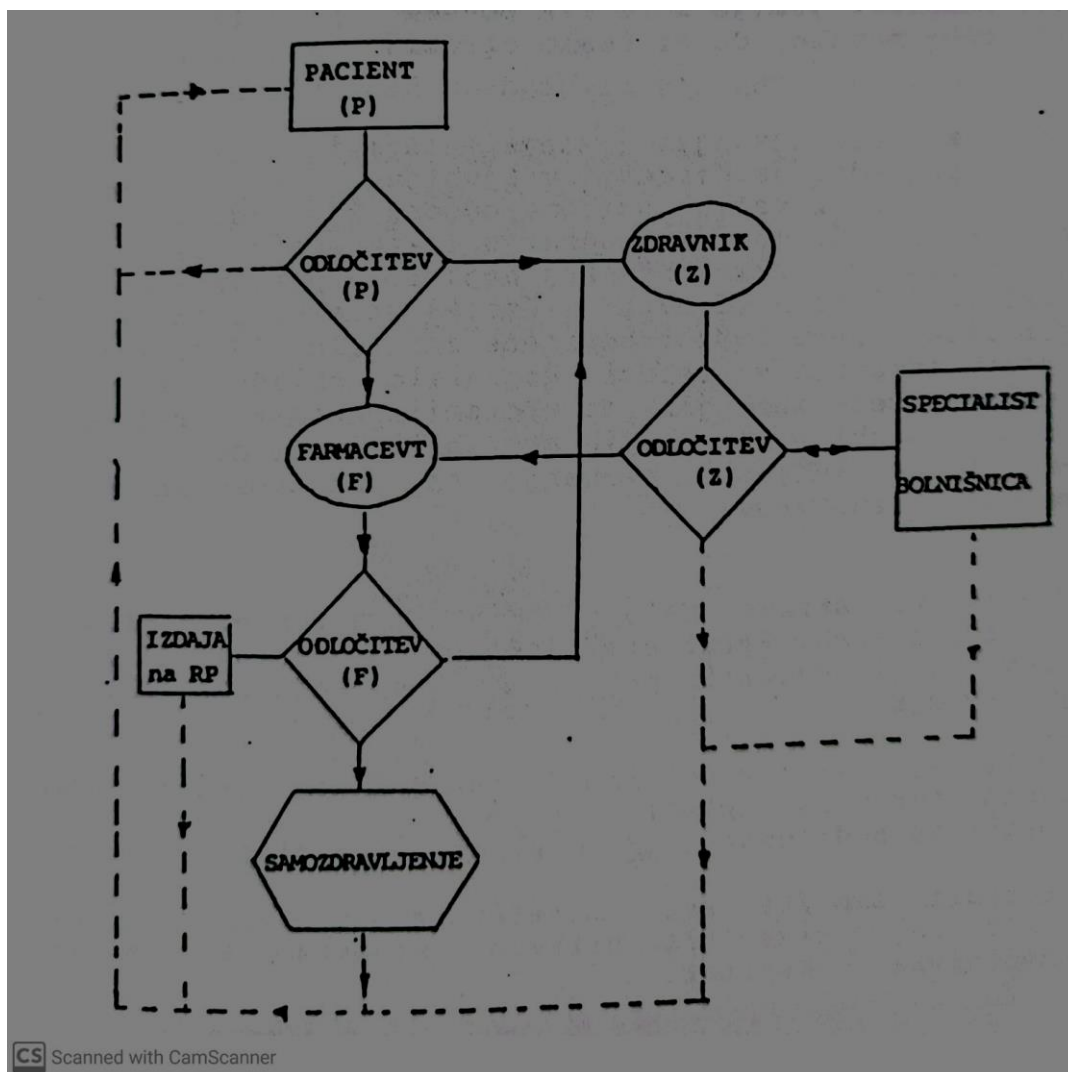 PACIENT
(P)
ODLOČITEV
(P)
ZDRAVNIK
(Z)
FARMACEVT
(F)
ODLOČITEV
(Z)
SPECIALIST
BOLNIŠNICA
IZDAJA
na RP
ODLOČITEV
(F)
SAMOZDRAVLJENJE
CS Scanned with CamScanner